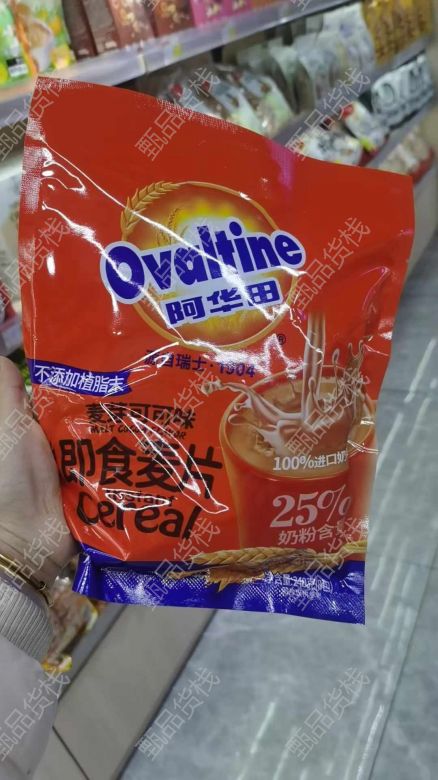 Ovaltine
阿华田
®
源自瑞士·1904
不添加植脂末
麦芽可可味
MALT COCOA FLAVOR
即食麦片
Instant
Cereal
100%进口奶
25%
奶粉含量
甄品货栈